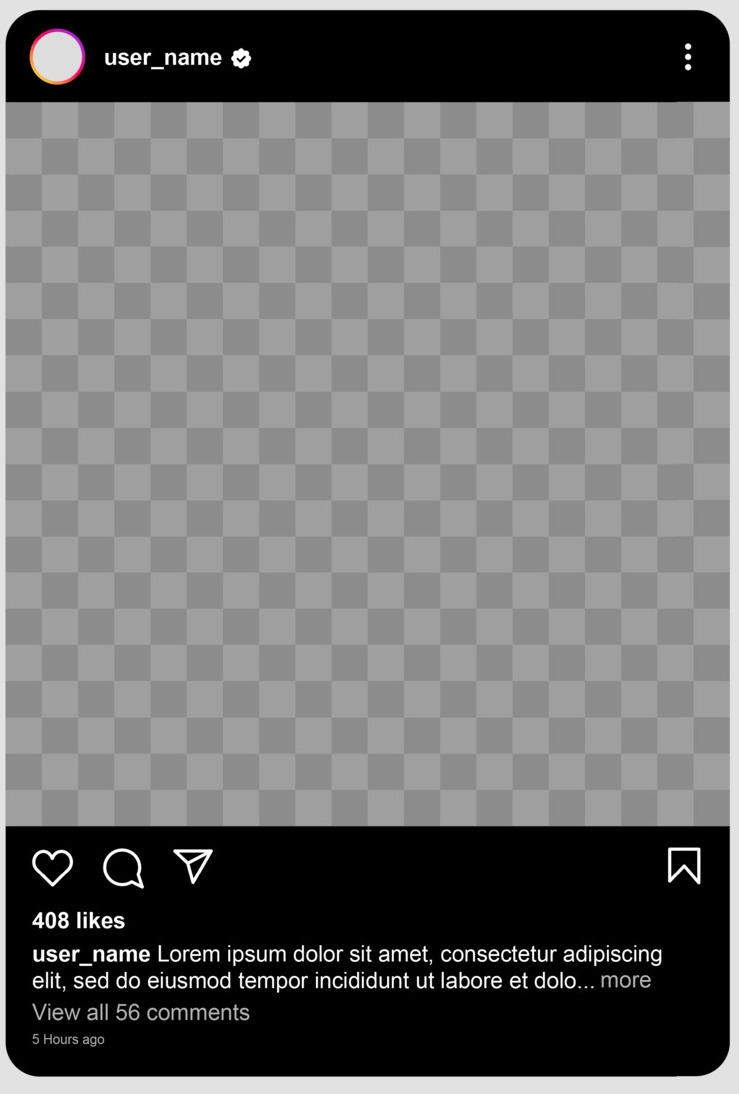 user_name
408 likes
user_name Lorem ipsum dolor sit amet, consectetur adipiscing
elit, sed do eiusmod tempor incididunt ut labore et dolo... more
View all 56 comments
5 Hours ago